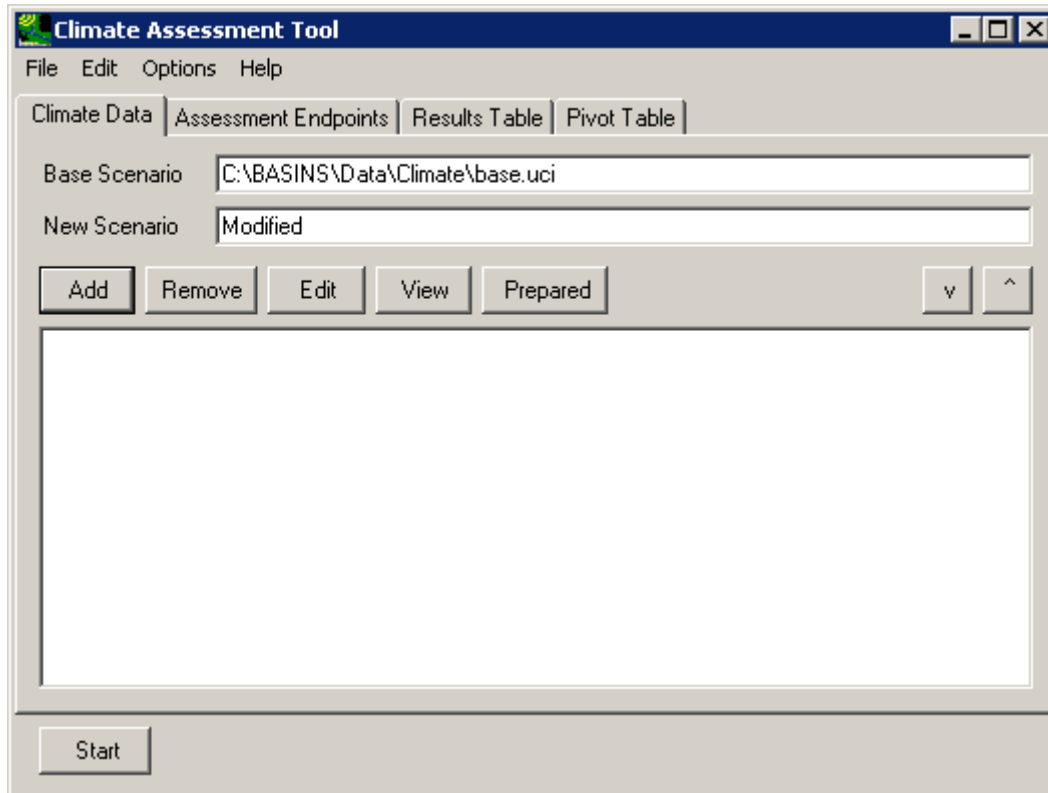 Climate Assessment Tool
File Edit Options Help
Climate Data Assessment Endpoints Results Table Pivot Table
Base Scenario C:\BASINS\Data\Climate\base.uci
New Scenario Modified
Add Remove Edit View Prepared v ^
Start